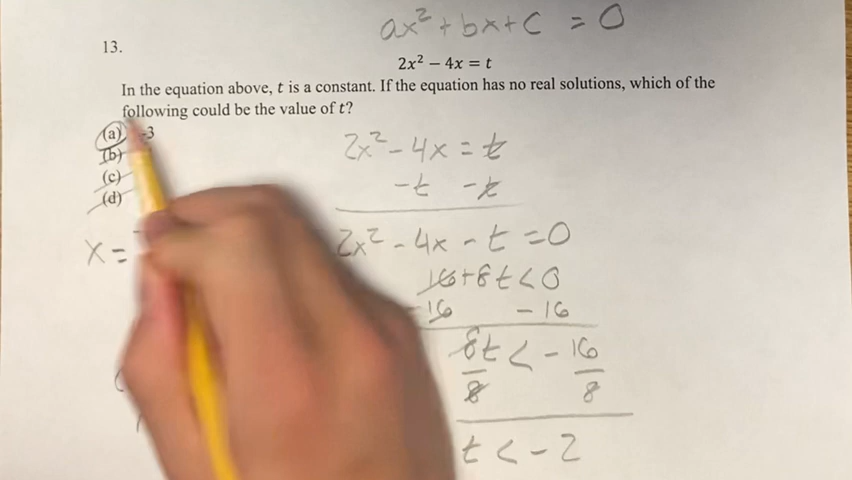 ax² + bx + C = 0
13.
2x² – 4x = t
In the equation above, t is a constant. If the equation has no real solutions, which of the
following could be the value of t?
(a) -3
(b)
(c)
(d)
2x² - 4x = t
-t -t
2x² - 4x - t = 0
16 + 8t < 0
-16 -16
8t < -16
8 8
t < -2
x =